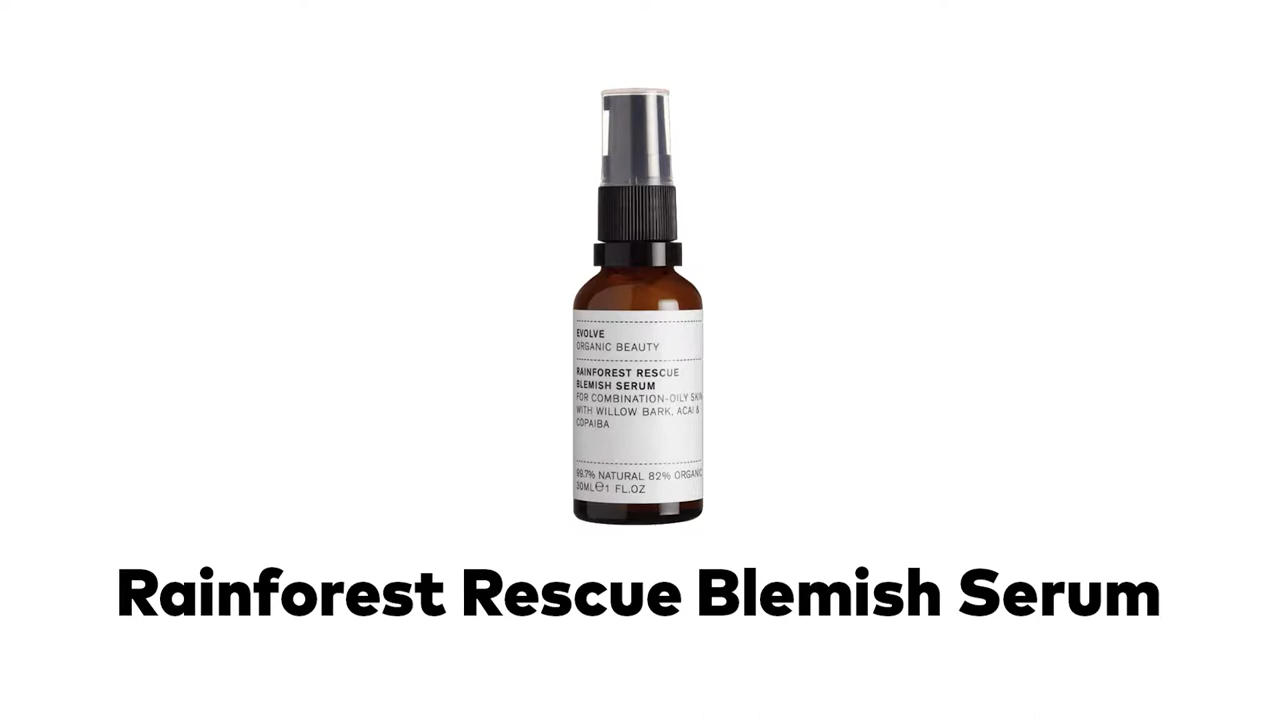 EVOLVE
ORGANIC BEAUTY
RAINFOREST RESCUE
BLEMISH SERUM
FOR COMBINATION-OILY SKIN
WITH WILLOW BARK, ACAI &
COPAIBA
99.7% NATURAL 82% ORGANIC
30ML℮1 FL.OZ
Rainforest Rescue Blemish Serum